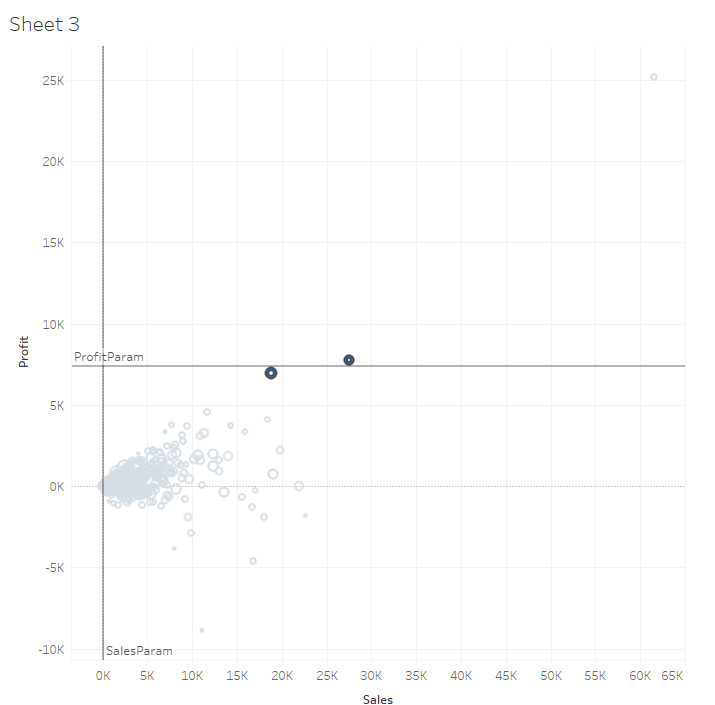 Sheet 3
25K
20K
15K
10K
ProfitParam
Profit
5K
0K
-5K
-10K
SalesParam
0K 5K 10K 15K 20K 25K 30K 35K 40K 45K 50K 55K 60K 65K
Sales